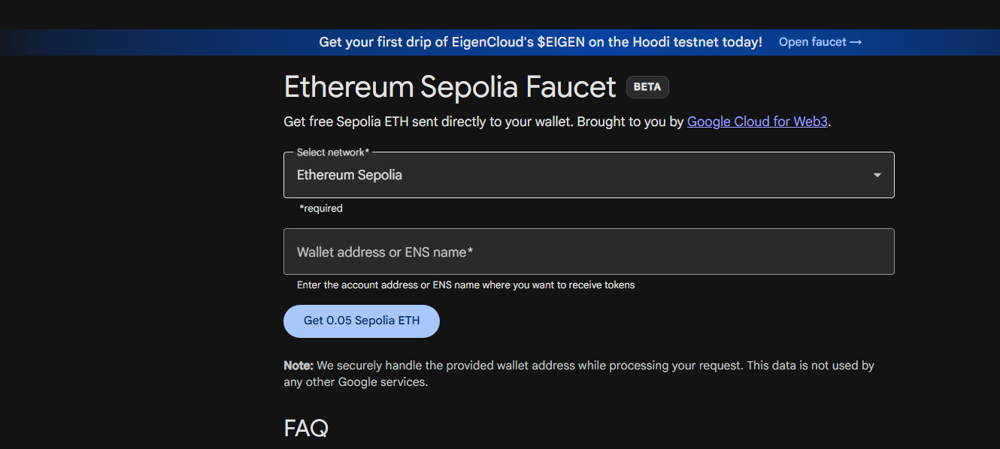 Get your first drip of EigenCloud's $EIGEN on the Hoodi testnet today! Open faucet →
Ethereum Sepolia Faucet BETA
Get free Sepolia ETH sent directly to your wallet. Brought to you by Google Cloud for Web3.
Select network*
Ethereum Sepolia
*required
Wallet address or ENS name*
Enter the account address or ENS name where you want to receive tokens
Get 0.05 Sepolia ETH
Note: We securely handle the provided wallet address while processing your request. This data is not used by
any other Google services.
FAQ